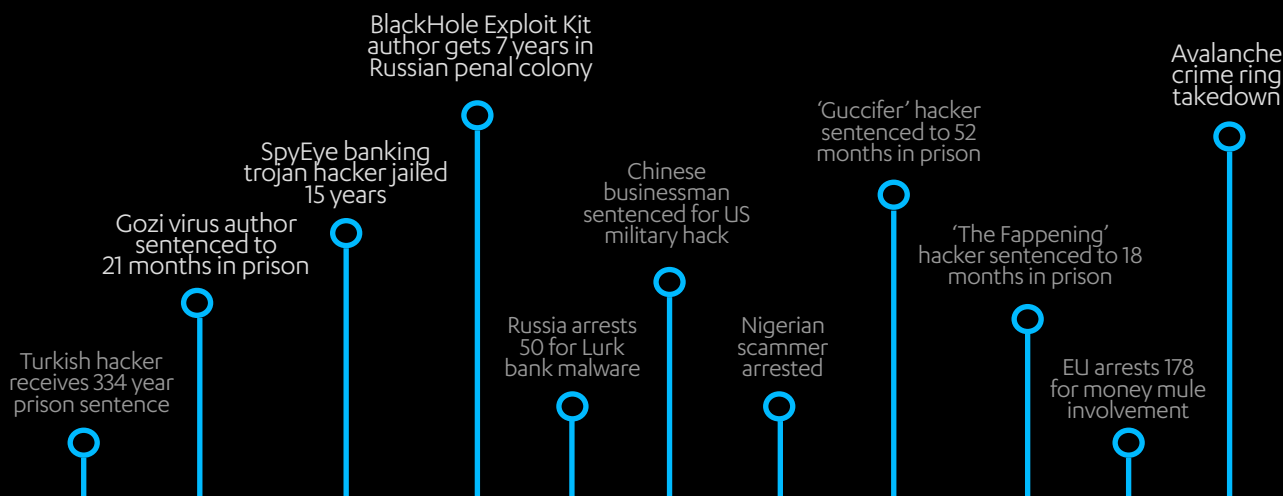 Turkish hacker
receives 334 year
prison sentence
Gozi virus author
sentenced to
21 months in prison
SpyEye banking
trojan hacker jailed
15 years
BlackHole Exploit Kit
author gets 7 years in
Russian penal colony
Russia arrests
50 for Lurk
bank malware
Chinese
businessman
sentenced for US
military hack
Nigerian
scammer
arrested
‘Guccifer’ hacker
sentenced to 52
months in prison
‘The Fappening’
hacker sentenced to 18
months in prison
EU arrests 178
for money mule
involvement
Avalanche
crime ring
takedown